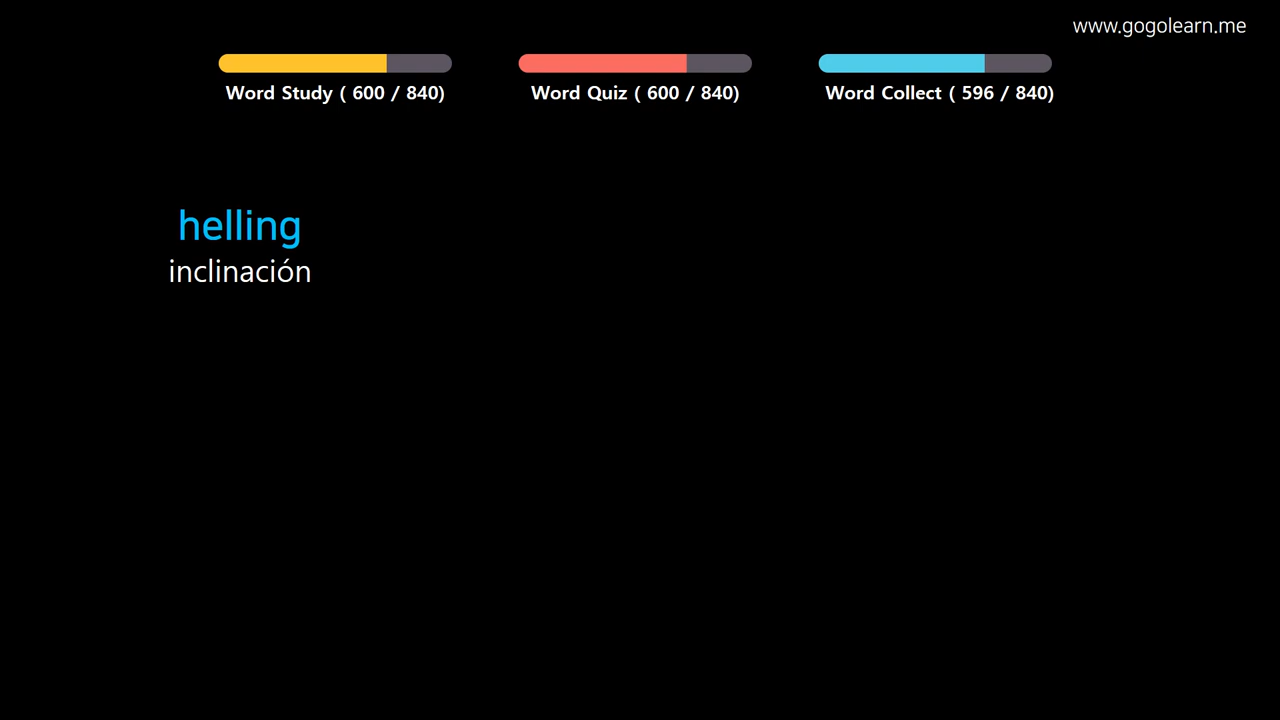 www.gogolearn.me
Word Study ( 600 / 840)
Word Quiz ( 600 / 840)
Word Collect ( 596 / 840)
helling
inclinación